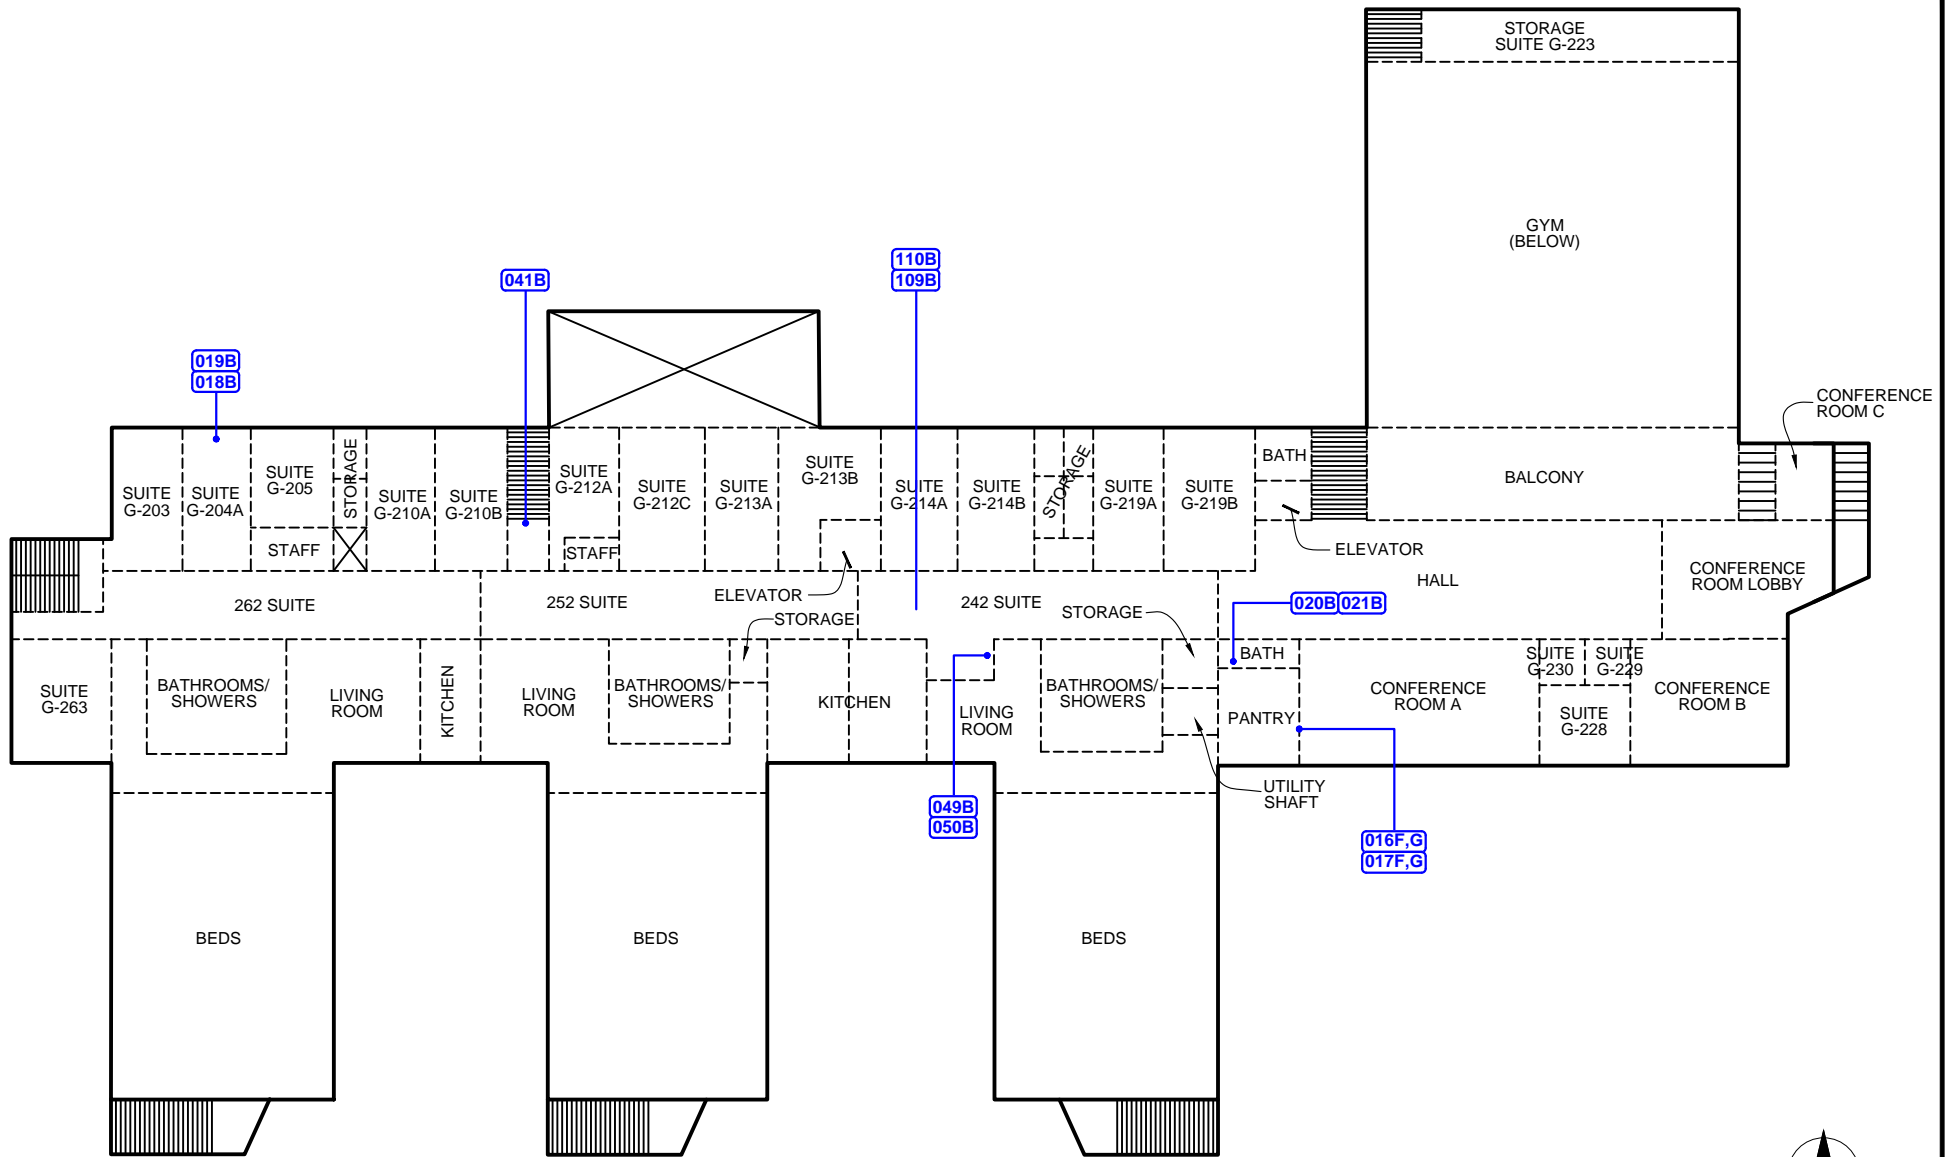 STORAGE
SUITE G-223
GYM
(BELOW)
110B
109B
041B
019B
018B
CONFERENCE
ROOM C
SUITE
G-203
SUITE
G-204A
SUITE
G-205
STAFF
STORAGE
SUITE
G-210A
SUITE
G-210B
SUITE
G-212A
STAFF
SUITE
G-212C
SUITE
G-213A
SUITE
G-213B
SUITE
G-214A
SUITE
G-214B
STORAGE
SUITE
G-219A
SUITE
G-219B
BATH
BALCONY
ELEVATOR
HALL
CONFERENCE
ROOM LOBBY
262 SUITE
252 SUITE
ELEVATOR
STORAGE
242 SUITE
STORAGE
020B
021B
SUITE
G-263
BATHROOMS/
SHOWERS
LIVING
ROOM
KITCHEN
LIVING
ROOM
BATHROOMS/
SHOWERS
KITCHEN
LIVING
ROOM
BATHROOMS/
SHOWERS
BATH
PANTRY
CONFERENCE
ROOM A
SUITE
G-230
SUITE
G-229
SUITE
G-228
CONFERENCE
ROOM B
UTILITY
SHAFT
049B
050B
016F,G
017F,G
BEDS
BEDS
BEDS